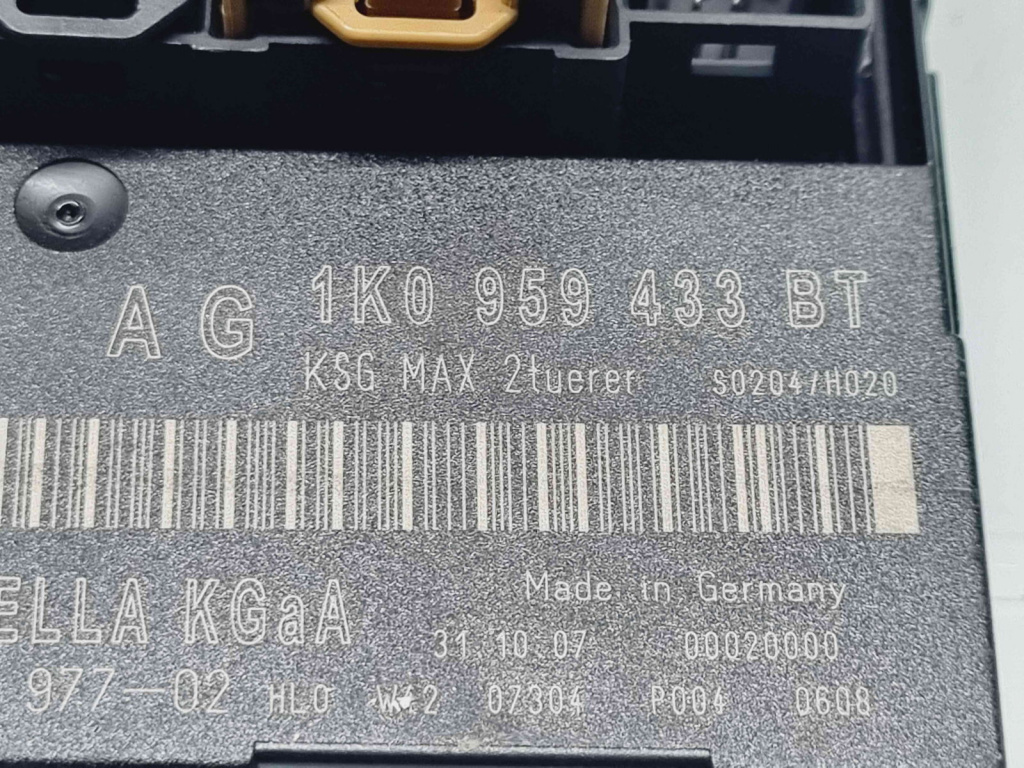 AG 1K0 959 433 BT
KSG MAX 2tuerer S0204/H020
ELLA KGaA Made in Germany
31.10.07 00020000
977-02 HLO 07304 P004 0608